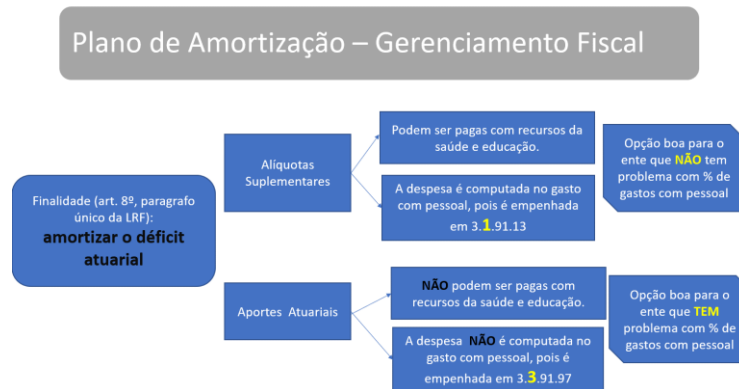 Plano de Amortização – Gerenciamento Fiscal
Finalidade (art. 8º, paragrafo
único da LRF):
amortizar o déficit
atuarial
Alíquotas
Suplementares
Podem ser pagas com recursos da
saúde e educação.
A despesa é computada no gasto
com pessoal, pois é empenhada
em 3.1.91.13
Opção boa para o
ente que NÃO tem
problema com % de
gastos com pessoal
Aportes Atuariais
NÃO podem ser pagas com
recursos da saúde e educação.
A despesa NÃO é computada no
gasto com pessoal, pois é
empenhada em 3.3.91.97
Opção boa para o
ente que TEM
problema com % de
gastos com pessoal